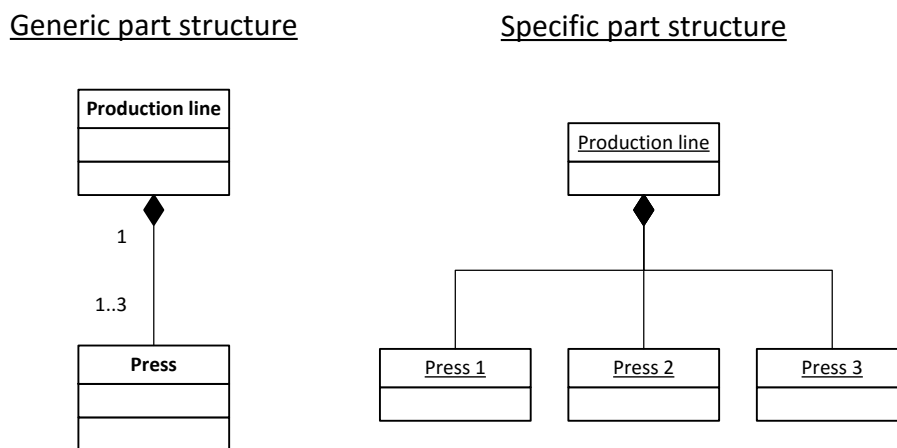 Generic part structure
Specific part structure
Production line
Production line
1
1..3
Press
Press 1
Press 2
Press 3